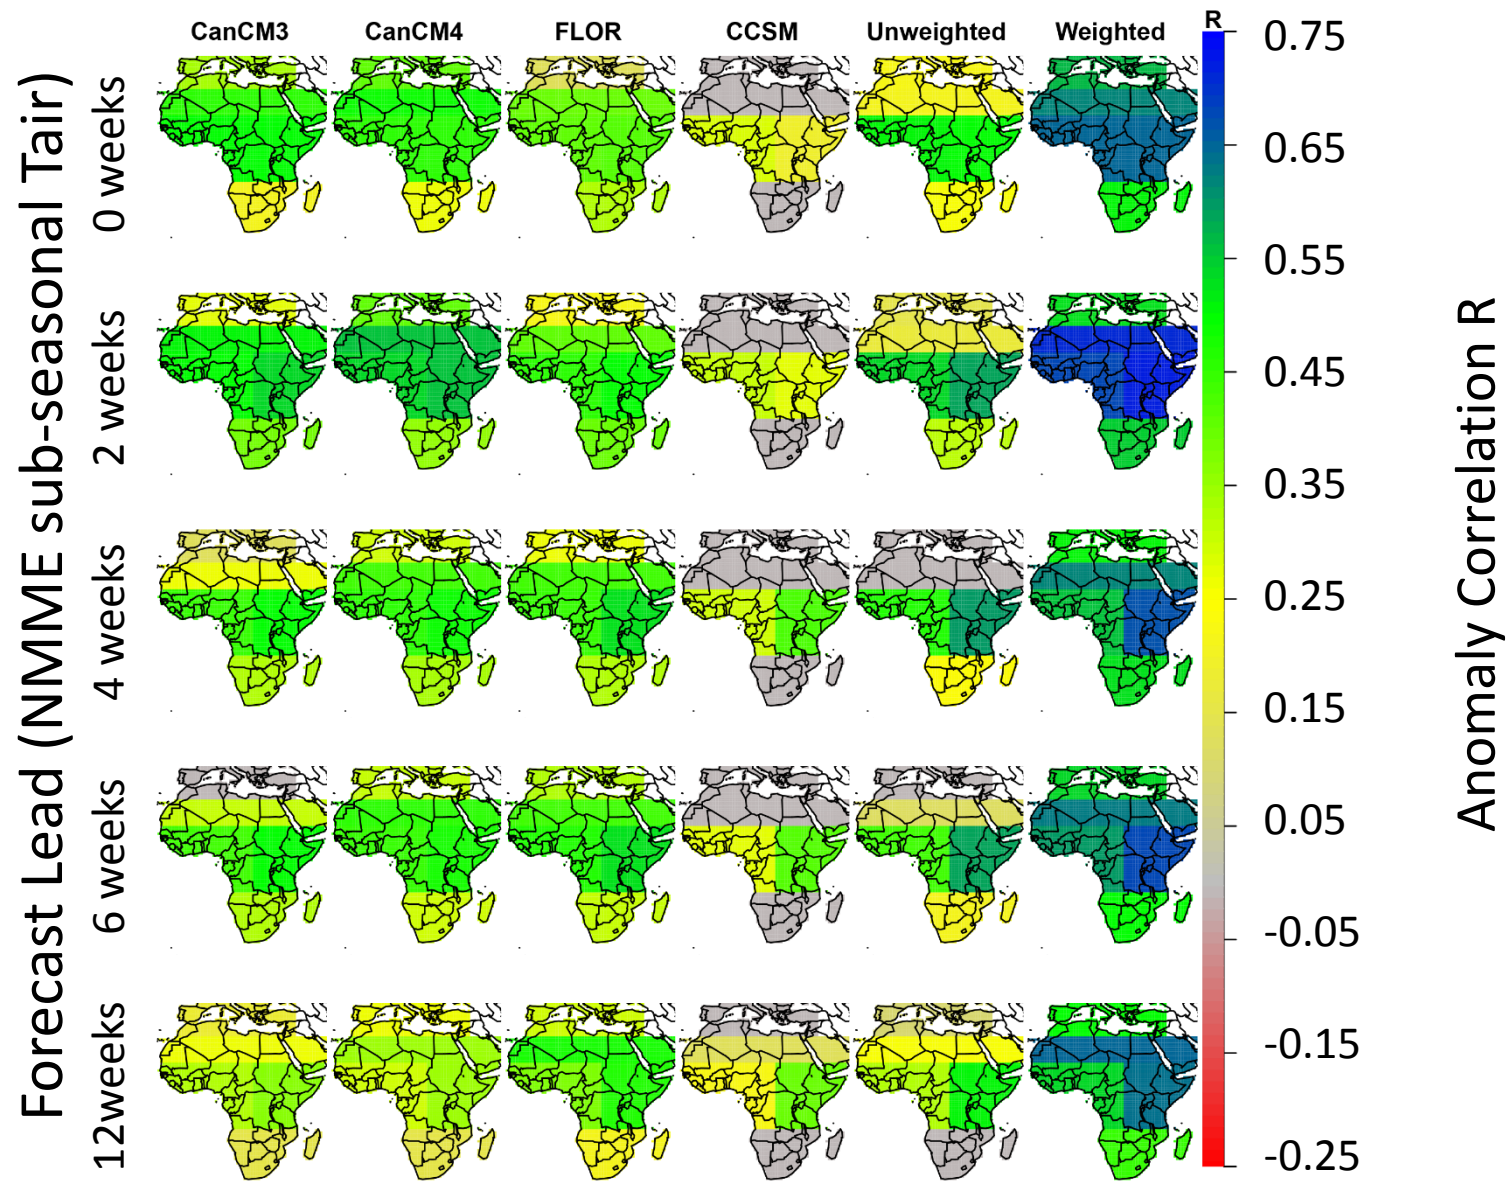 CanCM3 CanCM4 FLOR CCSM Unweighted Weighted R
Forecast Lead (NMME sub-seasonal Tair)
0 weeks
2 weeks
4 weeks
6 weeks
12weeks
0.75
0.65
0.55
0.45
0.35
0.25
0.15
0.05
-0.05
-0.15
-0.25
Anomaly Correlation R